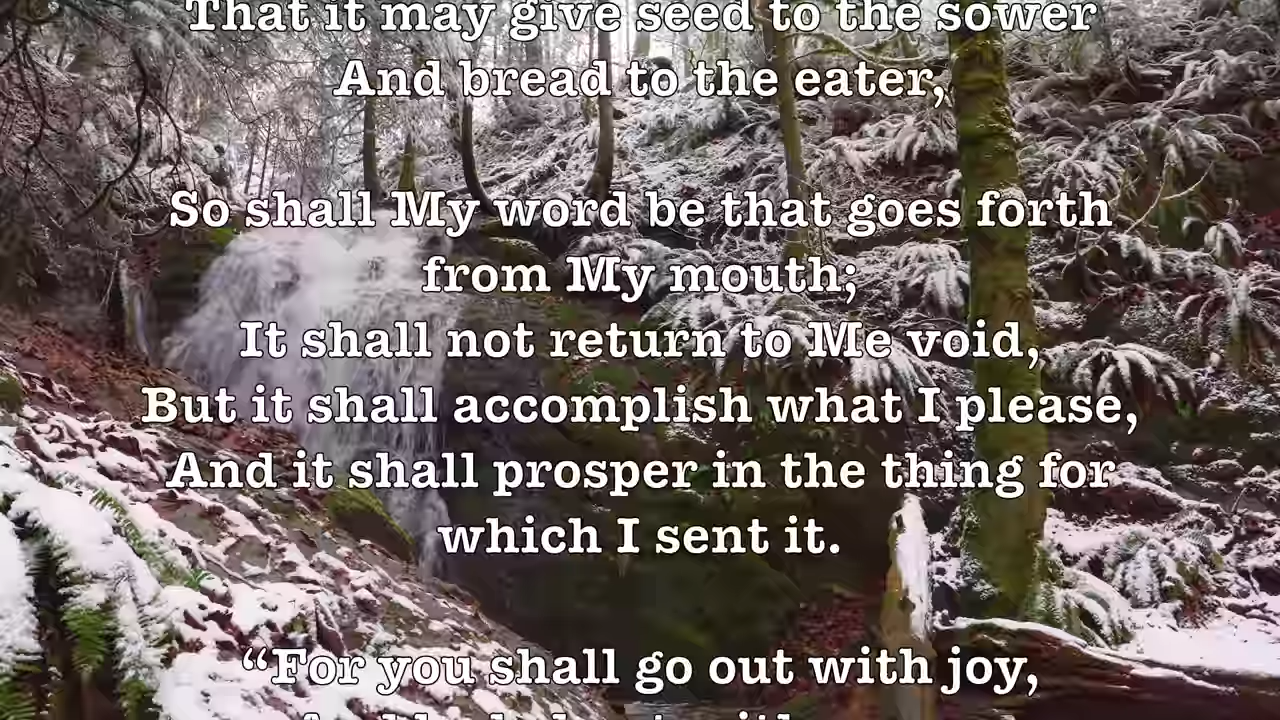 That it may give seed to the sower
And bread to the eater,
So shall My word be that goes forth
from My mouth;
It shall not return to Me void,
But it shall accomplish what I please,
And it shall prosper in the thing for
which I sent it.
“For you shall go out with joy,